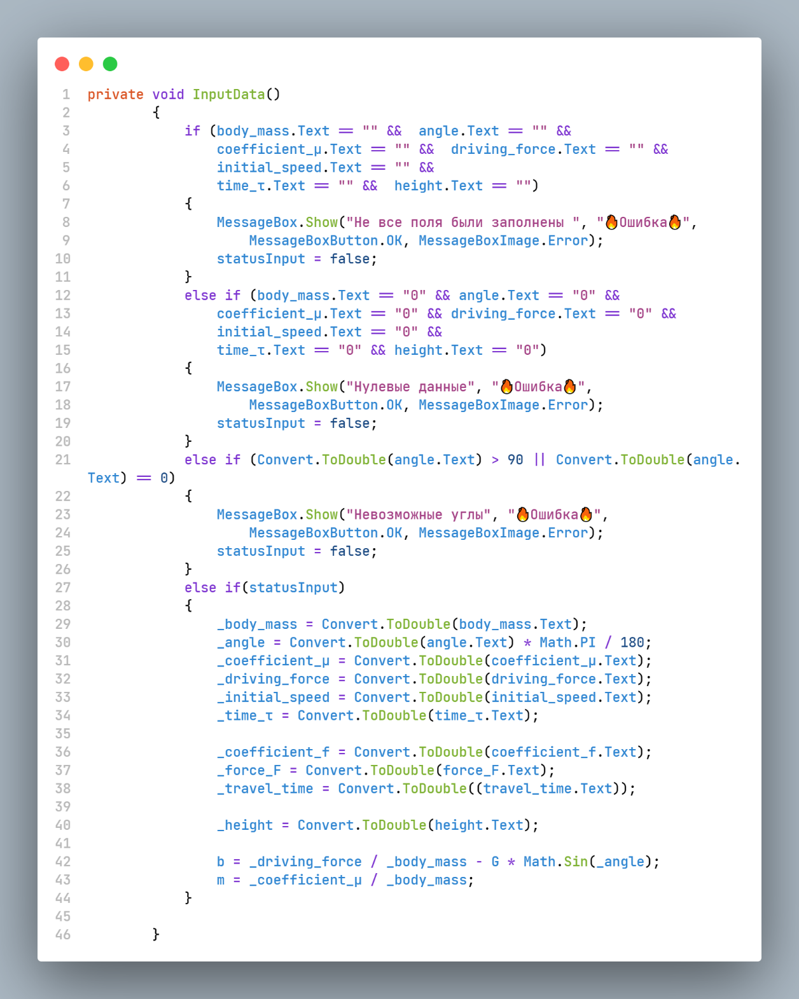 1 private void InputData()
2 {
3 if (body_mass.Text == "" &&  angle.Text == "" &&
4 coefficient_μ.Text == "" &&  driving_force.Text == "" &&
5 initial_speed.Text == "" &&
6 time_τ.Text == "" &&  height.Text == "")
7 {
8 MessageBox.Show("Не все поля были заполнены ", "🔥Ошибка🔥",
9 MessageBoxButton.OK, MessageBoxImage.Error);
10 statusInput = false;
11 }
12 else if (body_mass.Text == "0" && angle.Text == "0" &&
13 coefficient_μ.Text == "0" && driving_force.Text == "0" &&
14 initial_speed.Text == "0" &&
15 time_τ.Text == "0" && height.Text == "0")
16 {
17 MessageBox.Show("Нулевые данные", "🔥Ошибка🔥",
18 MessageBoxButton.OK, MessageBoxImage.Error);
19 statusInput = false;
20 }
21 else if (Convert.ToDouble(angle.Text) > 90 || Convert.ToDouble(angle.
Text) == 0)
22 {
23 MessageBox.Show("Невозможные углы", "🔥Ошибка🔥",
24 MessageBoxButton.OK, MessageBoxImage.Error);
25 statusInput = false;
26 }
27 else if(statusInput)
28 {
29 _body_mass = Convert.ToDouble(body_mass.Text);
30 _angle = Convert.ToDouble(angle.Text) * Math.PI / 180;
31 _coefficient_μ = Convert.ToDouble(coefficient_μ.Text);
32 _driving_force = Convert.ToDouble(driving_force.Text);
33 _initial_speed = Convert.ToDouble(initial_speed.Text);
34 _time_τ = Convert.ToDouble(time_τ.Text);
35
36 _coefficient_f = Convert.ToDouble(coefficient_f.Text);
37 _force_F = Convert.ToDouble(force_F.Text);
38 _travel_time = Convert.ToDouble((travel_time.Text));
39
40 _height = Convert.ToDouble(height.Text);
41
42 b = _driving_force / _body_mass - G * Math.Sin(_angle);
43 m = _coefficient_μ / _body_mass;
44 }
45
46 }